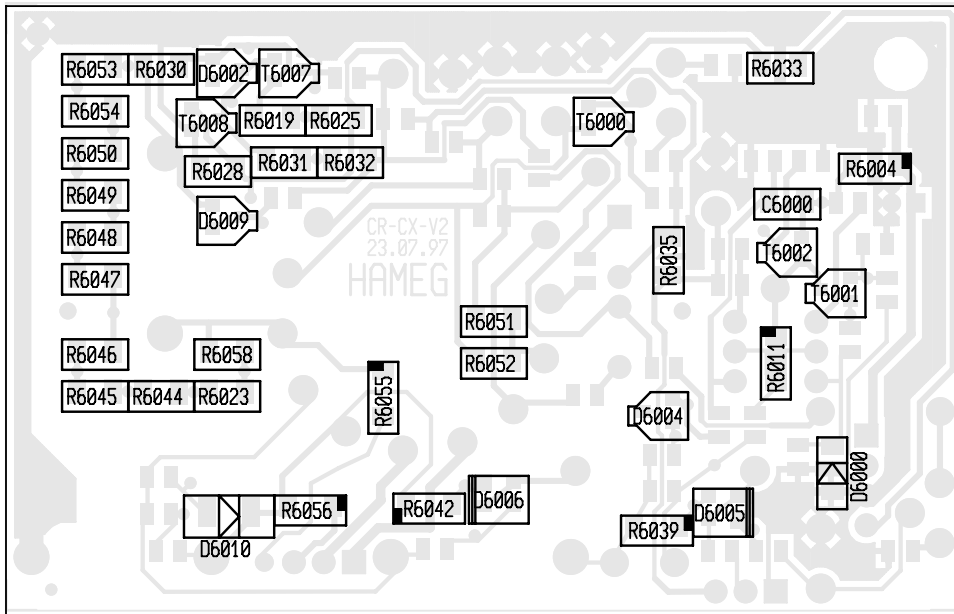 R6053 R6030 D6002 T6007 R6033
R6054 T6008 R6019 R6025 T6000
R6050 R6028 R6031 R6032 R6004
R6049 D6009 C6000
CR-CX-V2
23.07.97
HAMEG
R6048 R6035 T6002
R6047 T6001
R6051
R6046 R6058 R6052 R6011
R6045 R6044 R6023 R6055 D6004
D6000
R6056 R6042 D6006 D6005
D6010 R6039